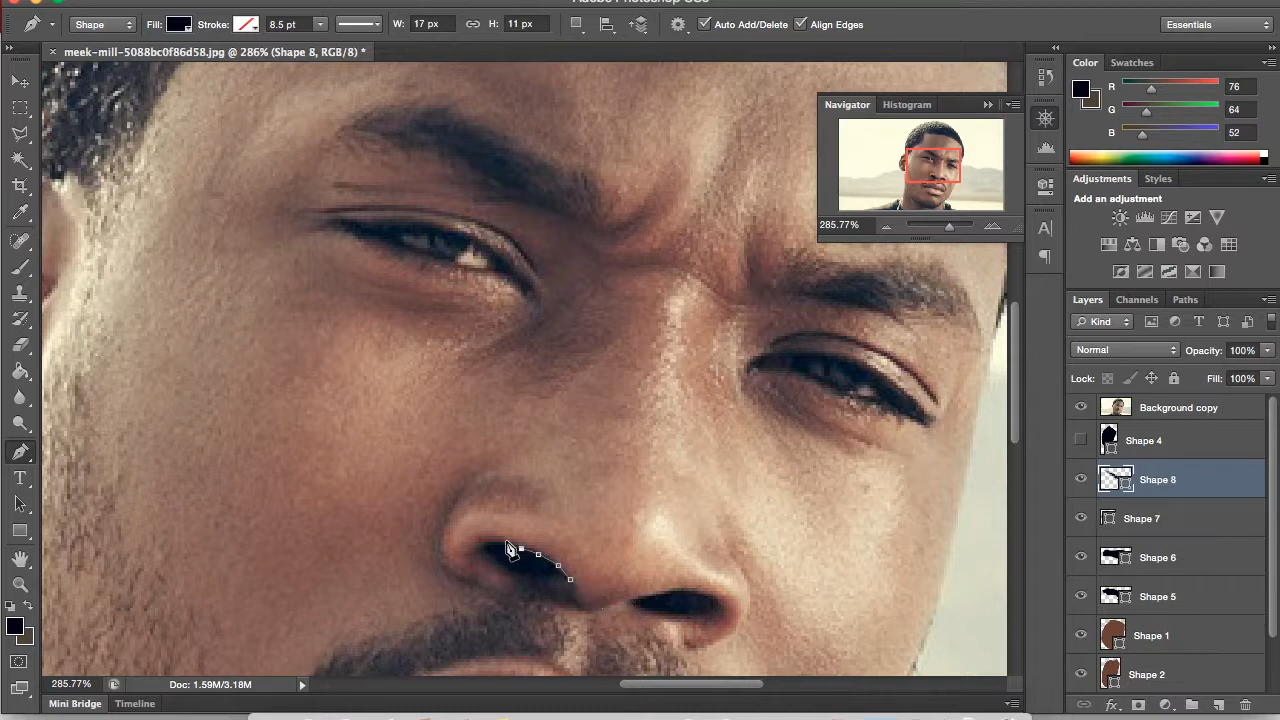 Shape Fill: Stroke: 8.5 pt W: 17 px H: 11 px Auto Add/Delete Align Edges Essentials
meek-mill-5088bc0f86d58.jpg @ 286% (Shape 8, RGB/8) *
Navigator Histogram
285.77%
Color Swatches
R 76
G 64
B 52
Adjustments Styles
Add an adjustment
Layers Channels Paths
Kind
Normal Opacity: 100%
Lock: Fill: 100%
Background copy
Shape 4
Shape 8
Shape 7
Shape 6
Shape 5
Shape 1
Shape 2
285.77% Doc: 1.59M/3.18M
Mini Bridge Timeline